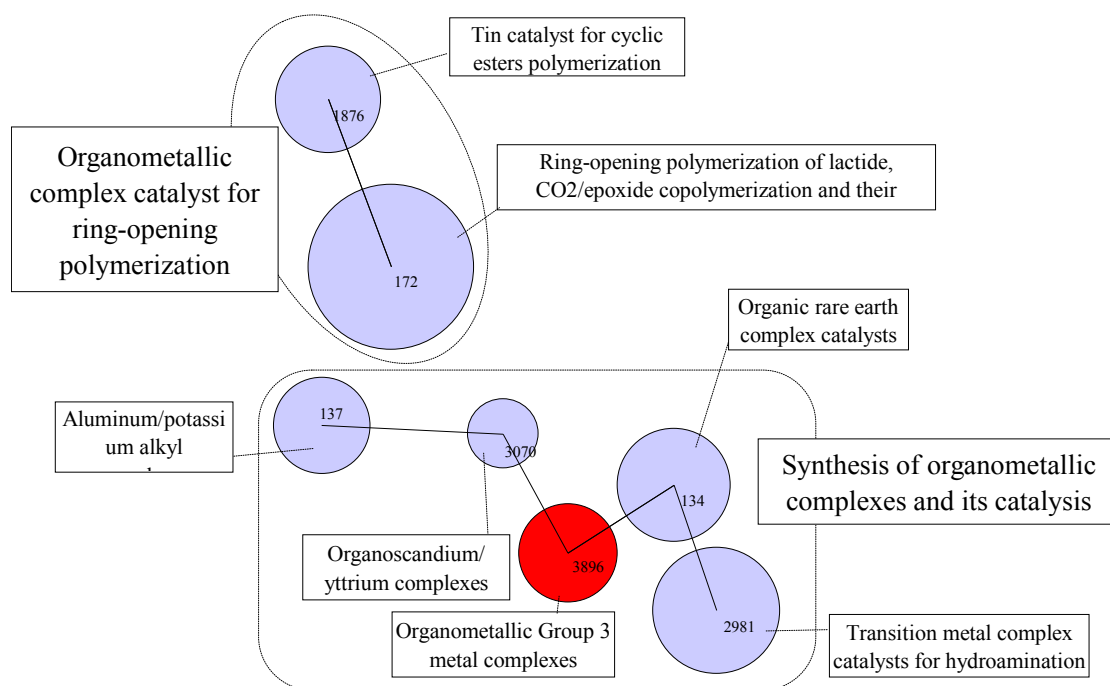 Tin catalyst for cyclic
esters polymerization
1876
Organometallic
complex catalyst for
ring-opening
polymerization
Ring-opening polymerization of lactide,
CO2/epoxide copolymerization and their
172
Organic rare earth
complex catalysts
Aluminum/potassi
um alkyl
137
3070
134
Synthesis of organometallic
complexes and its catalysis
Organoscandium/
yttrium complexes
3896
Organometallic Group 3
metal complexes
2981
Transition metal complex
catalysts for hydroamination